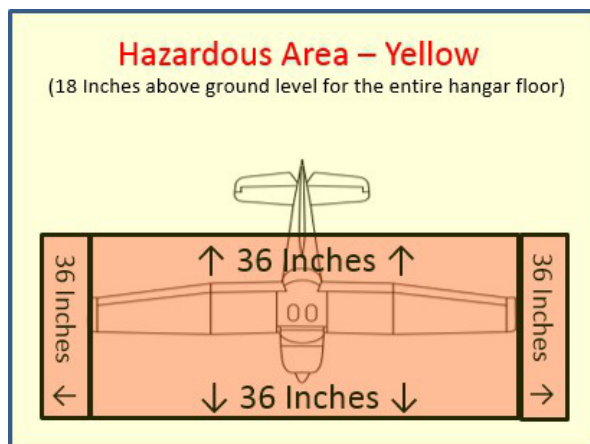 Hazardous Area – Yellow
(18 Inches above ground level for the entire hangar floor)
↑ 36 Inches ↑
36 Inches →
36 Inches →
↓ 36 Inches ↓